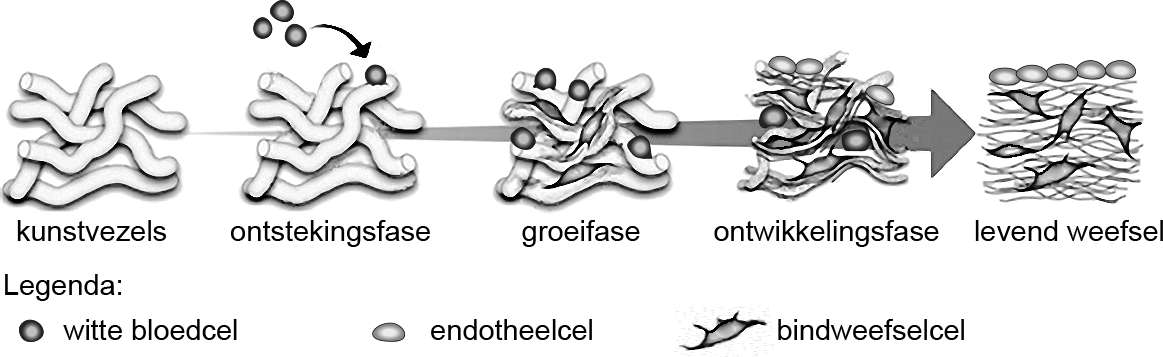 kunstvezels ontstekingsfase groeifase ontwikkelingsfase levend weefsel
Legenda:
witte bloedcel endotheelcel bindweefselcel